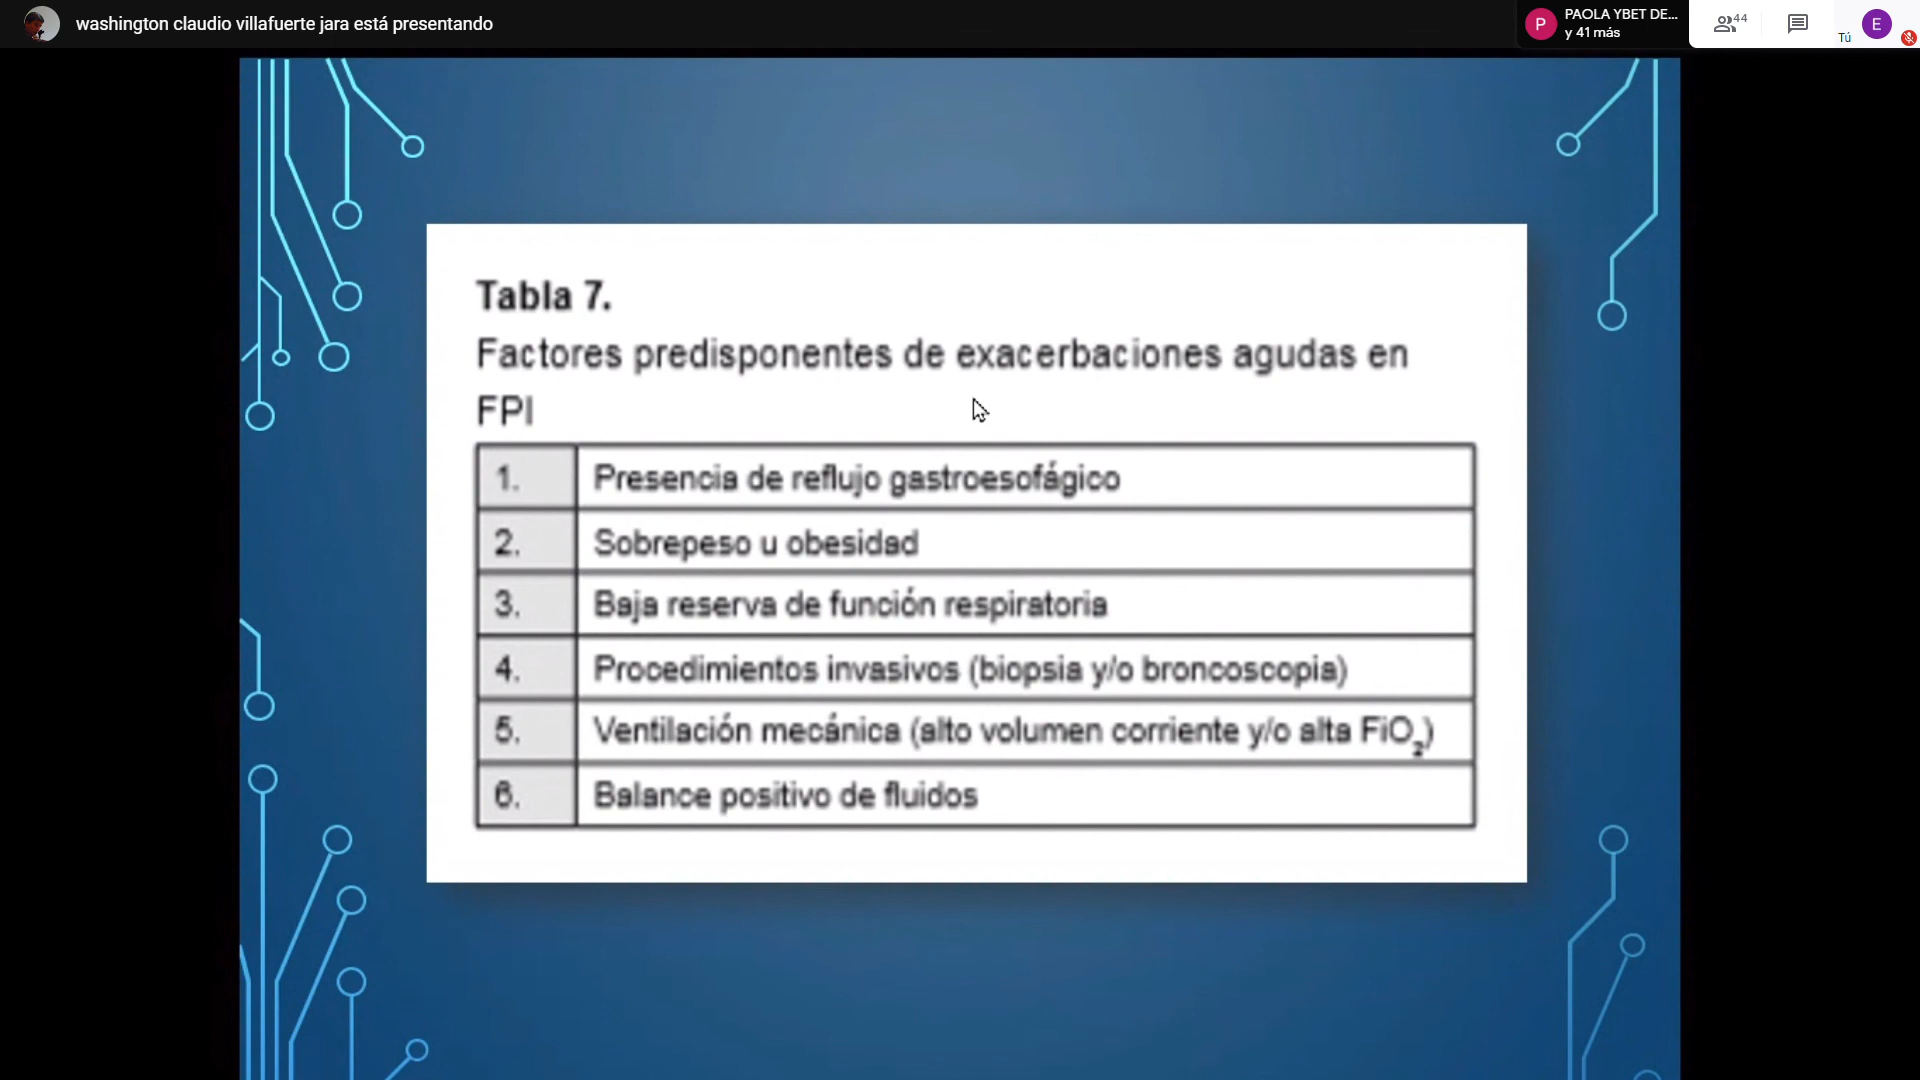 washington claudio villafuerte jara está presentando
P
PAOLA YBET DE...
y 41 más
44
Tú
E
Tabla 7.
Factores predisponentes de exacerbaciones agudas en
FPI
1. Presencia de reflujo gastroesofágico
2. Sobrepeso u obesidad
3. Baja reserva de función respiratoria
4. Procedimientos invasivos (biopsia y/o broncoscopia)
5. Ventilación mecánica (alto volumen corriente y/o alta FiO₂)
6. Balance positivo de fluidos